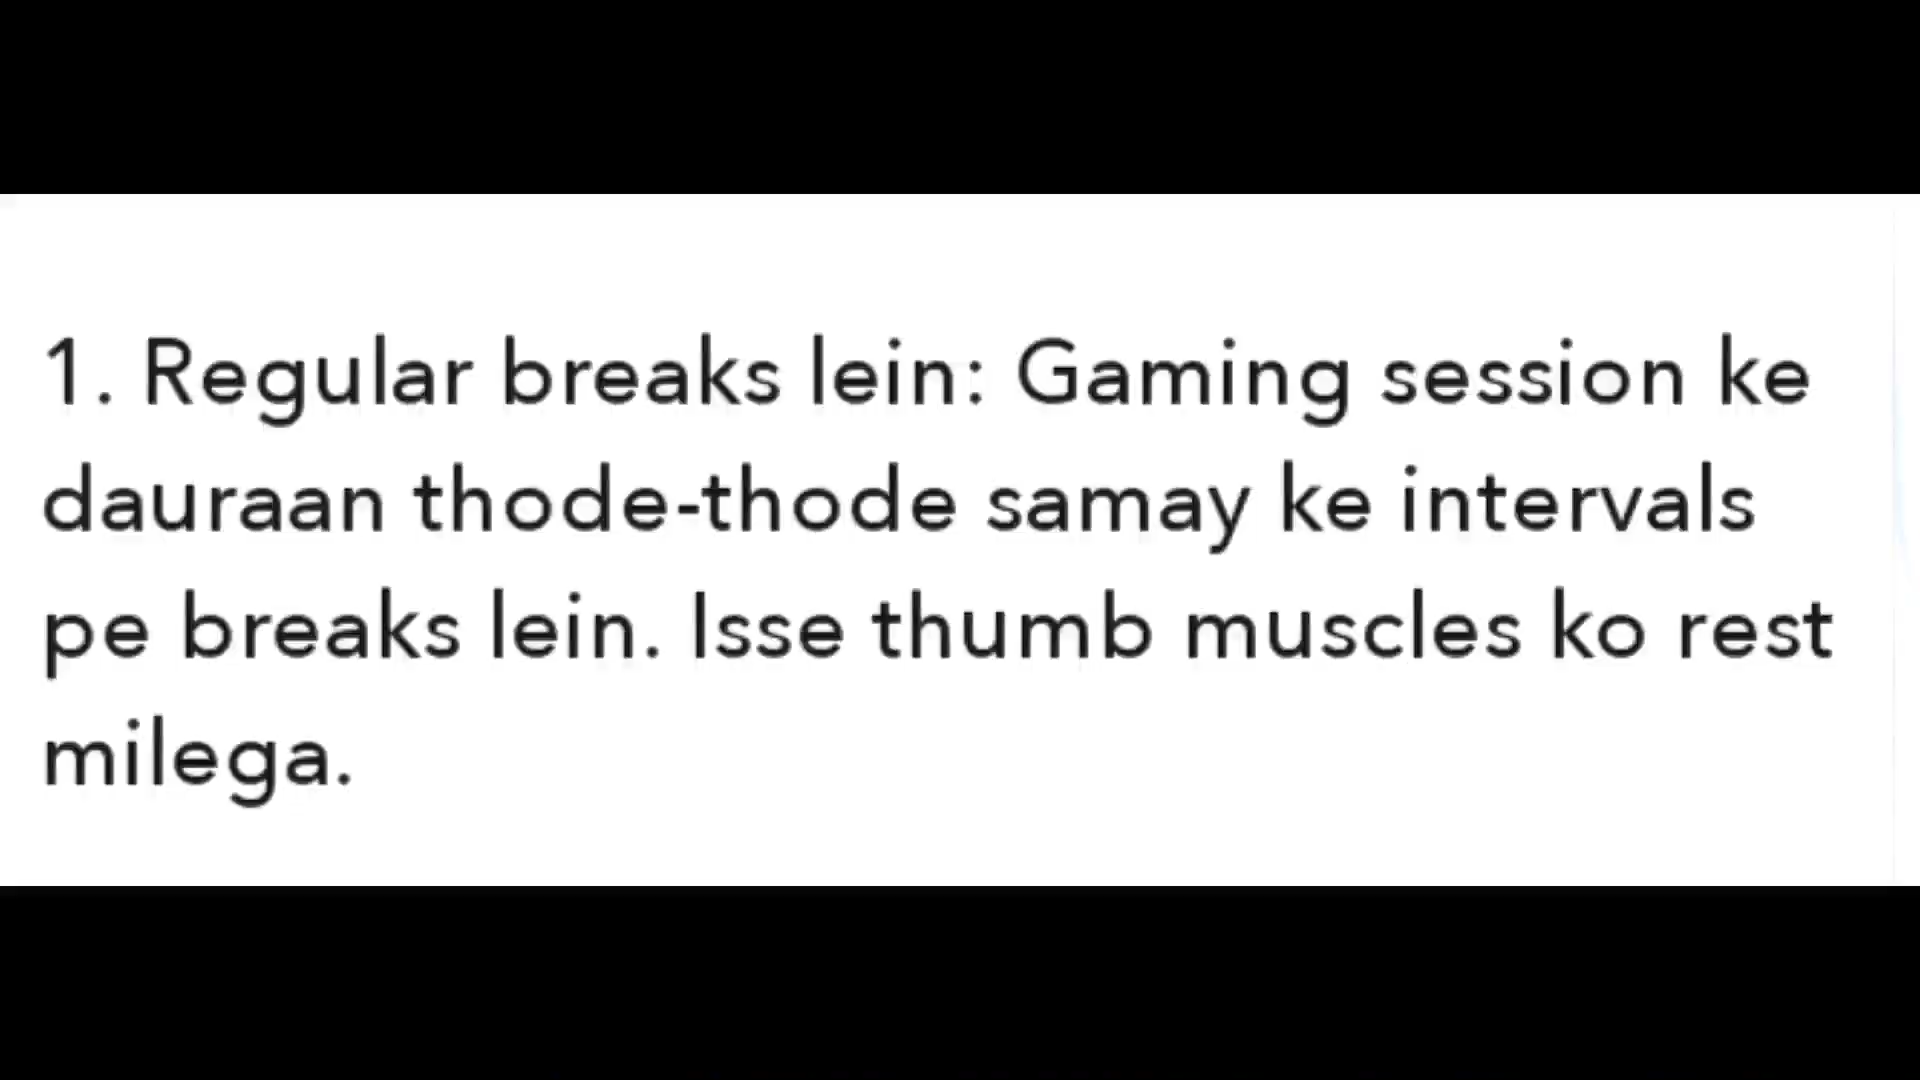 1. Regular breaks lein: Gaming session ke
dauraan thode-thode samay ke intervals
pe breaks lein. Isse thumb muscles ko rest
milega.